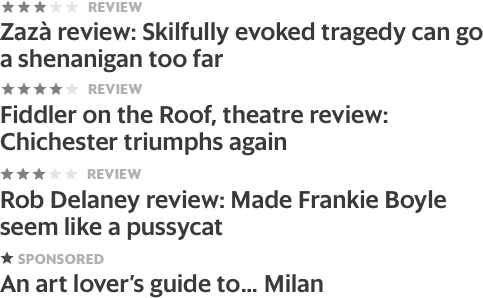 REVIEW
Zazà review: Skilfully evoked tragedy can go
a shenanigan too far
REVIEW
Fiddler on the Roof, theatre review:
Chichester triumphs again
REVIEW
Rob Delaney review: Made Frankie Boyle
seem like a pussycat
SPONSORED
An art lover’s guide to... Milan